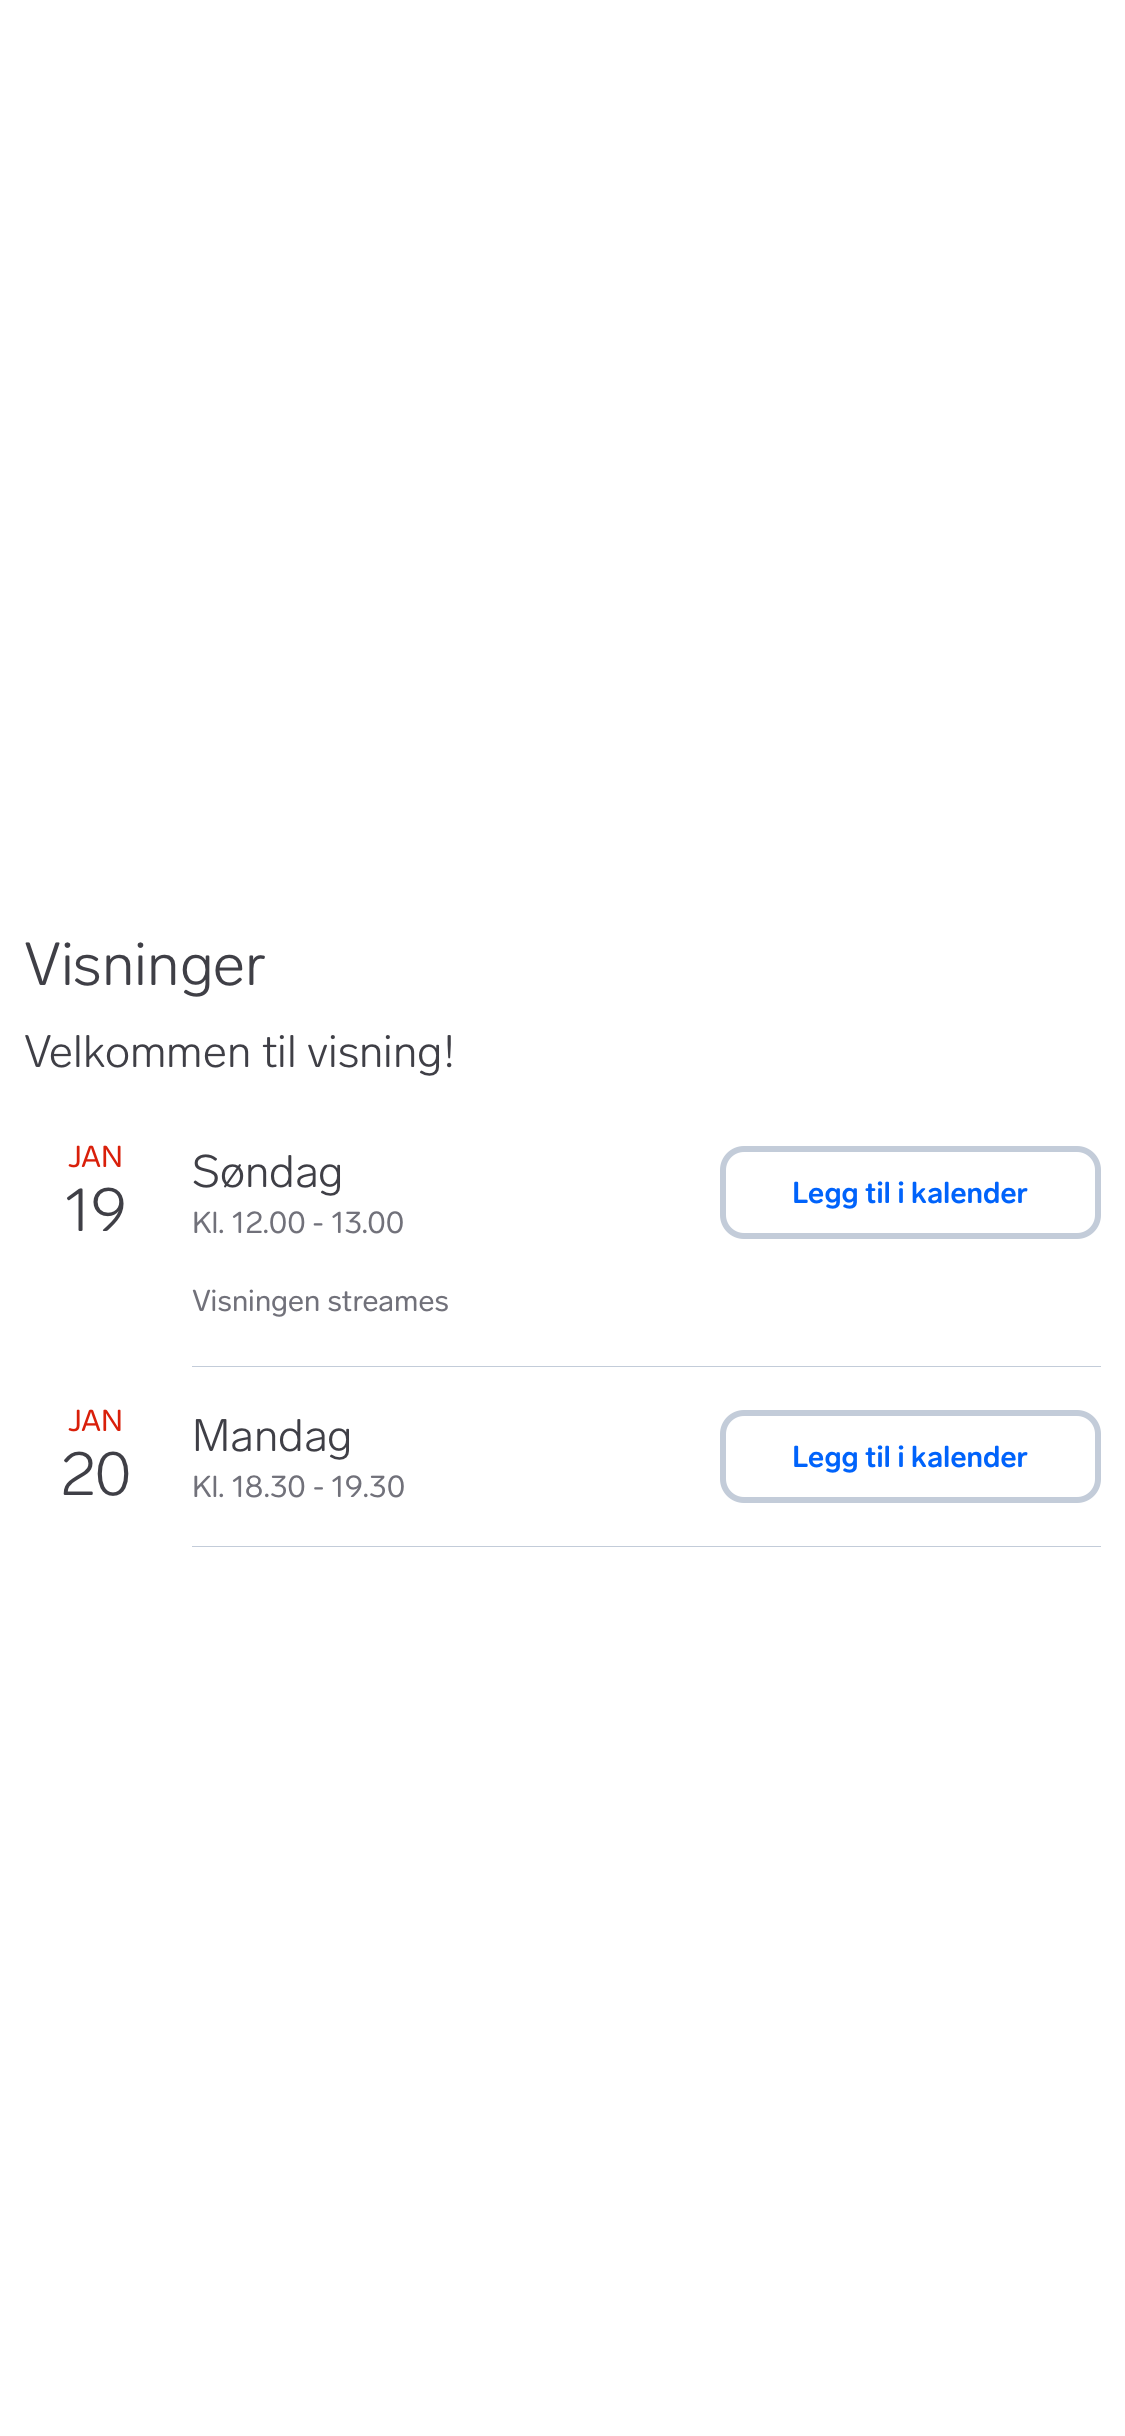 Visninger
Velkommen til visning!
JAN
19
Søndag
Kl. 12.00 - 13.00
Legg til i kalender
Visningen streames
JAN
20
Mandag
Kl. 18.30 - 19.30
Legg til i kalender